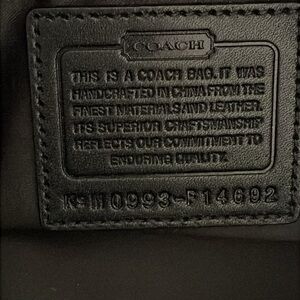 COACH
THIS IS A COACH BAG. IT WAS
HANDCRAFTED IN CHINA FROM THE
FINEST MATERIALS AND LEATHER.
ITS SUPERIOR CRAFTSMANSHIP
REFLECTS OUR COMMITMENT TO
ENDURING QUALITY.
M0993-F14692